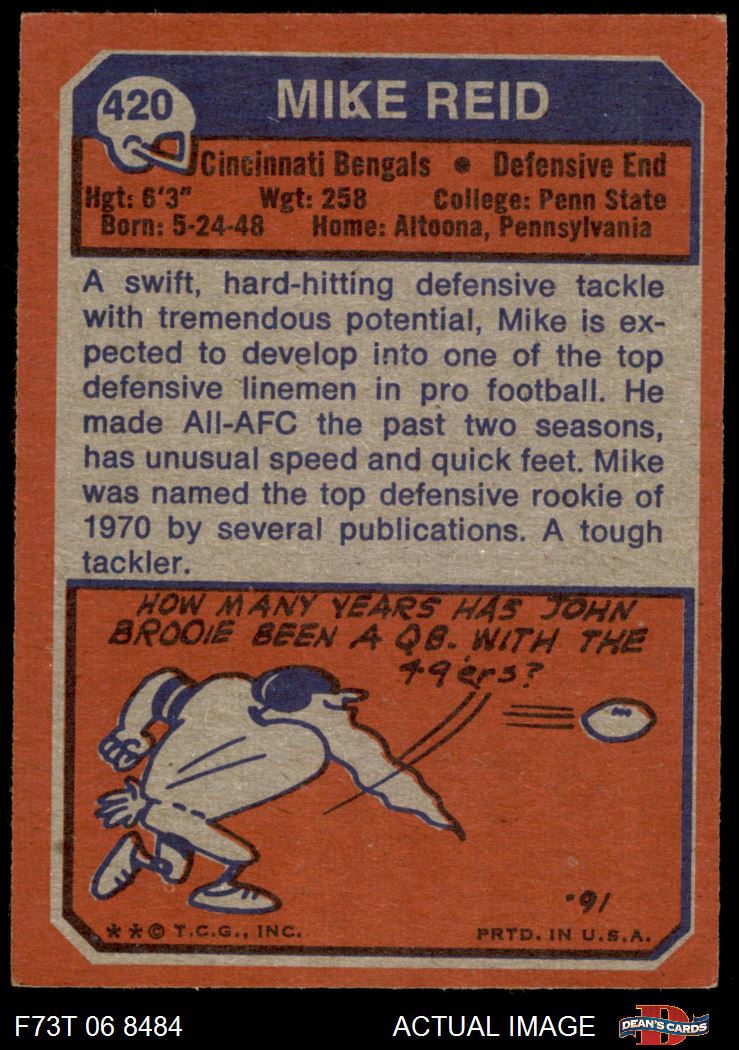 420
MIKE REID
Cincinnati Bengals • Defensive End
Hgt: 6'3" Wgt: 258 College: Penn State
Born: 5-24-48 Home: Altoona, Pennsylvania
A swift, hard-hitting defensive tackle
with tremendous potential, Mike is ex-
pected to develop into one of the top
defensive linemen in pro football. He
made All-AFC the past two seasons,
has unusual speed and quick feet. Mike
was named the top defensive rookie of
1970 by several publications. A tough
tackler.
HOW MANY YEARS HAS JOHN
BRODIE BEEN A QB. WITH THE
49'ers?
·91
**© T.C.G., INC. PRTD. IN U.S.A.
F73T 06 8484 ACTUAL IMAGE DEAN'S CARDS